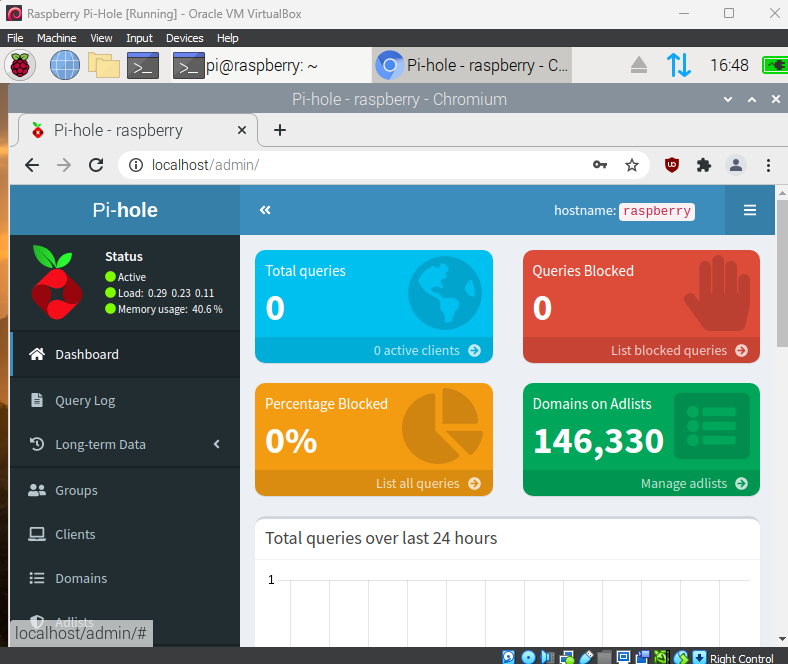 Raspberry Pi-Hole [Running] - Oracle VM VirtualBox
File Machine View Input Devices Help
pi@raspberry: ~
Pi-hole - raspberry - C...
16:48
Pi-hole - raspberry - Chromium
Pi-hole - raspberry
localhost/admin/
Pi-hole
hostname: raspberry
Status
Active
Load: 0.29 0.23 0.11
Memory usage: 40.6 %
Dashboard
Query Log
Long-term Data
Groups
Clients
Domains
Adlists
localhost/admin/#
Total queries
0
0 active clients
Queries Blocked
0
List blocked queries
Percentage Blocked
0%
List all queries
Domains on Adlists
146,330
Manage adlists
Total queries over last 24 hours
1
Right Control